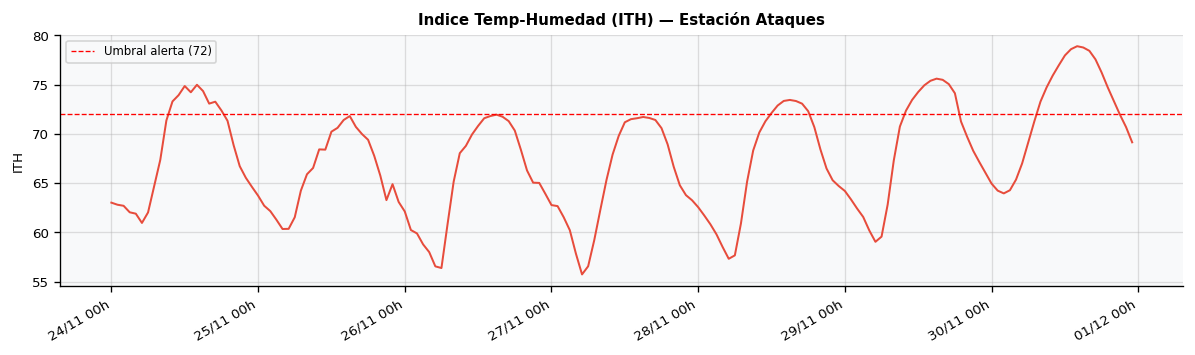 Indice Temp-Humedad (ITH) — Estación Ataques
Umbral alerta (72)
ITH
80
75
70
65
60
55
24/11 00h
25/11 00h
26/11 00h
27/11 00h
28/11 00h
29/11 00h
30/11 00h
01/12 00h